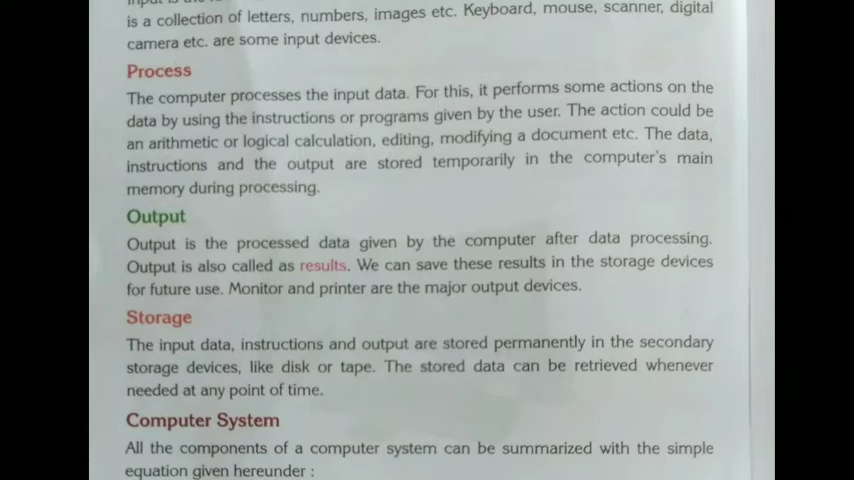 is a collection of letters, numbers, images etc. Keyboard, mouse, scanner, digital
camera etc. are some input devices.
Process
The computer processes the input data. For this, it performs some actions on the
data by using the instructions or programs given by the user. The action could be
an arithmetic or logical calculation, editing, modifying a document etc. The data,
instructions and the output are stored temporarily in the computer's main
memory during processing.
Output
Output is the processed data given by the computer after data processing.
Output is also called as results. We can save these results in the storage devices
for future use. Monitor and printer are the major output devices.
Storage
The input data, instructions and output are stored permanently in the secondary
storage devices, like disk or tape. The stored data can be retrieved whenever
needed at any point of time.
Computer System
All the components of a computer system can be summarized with the simple
equation given hereunder :